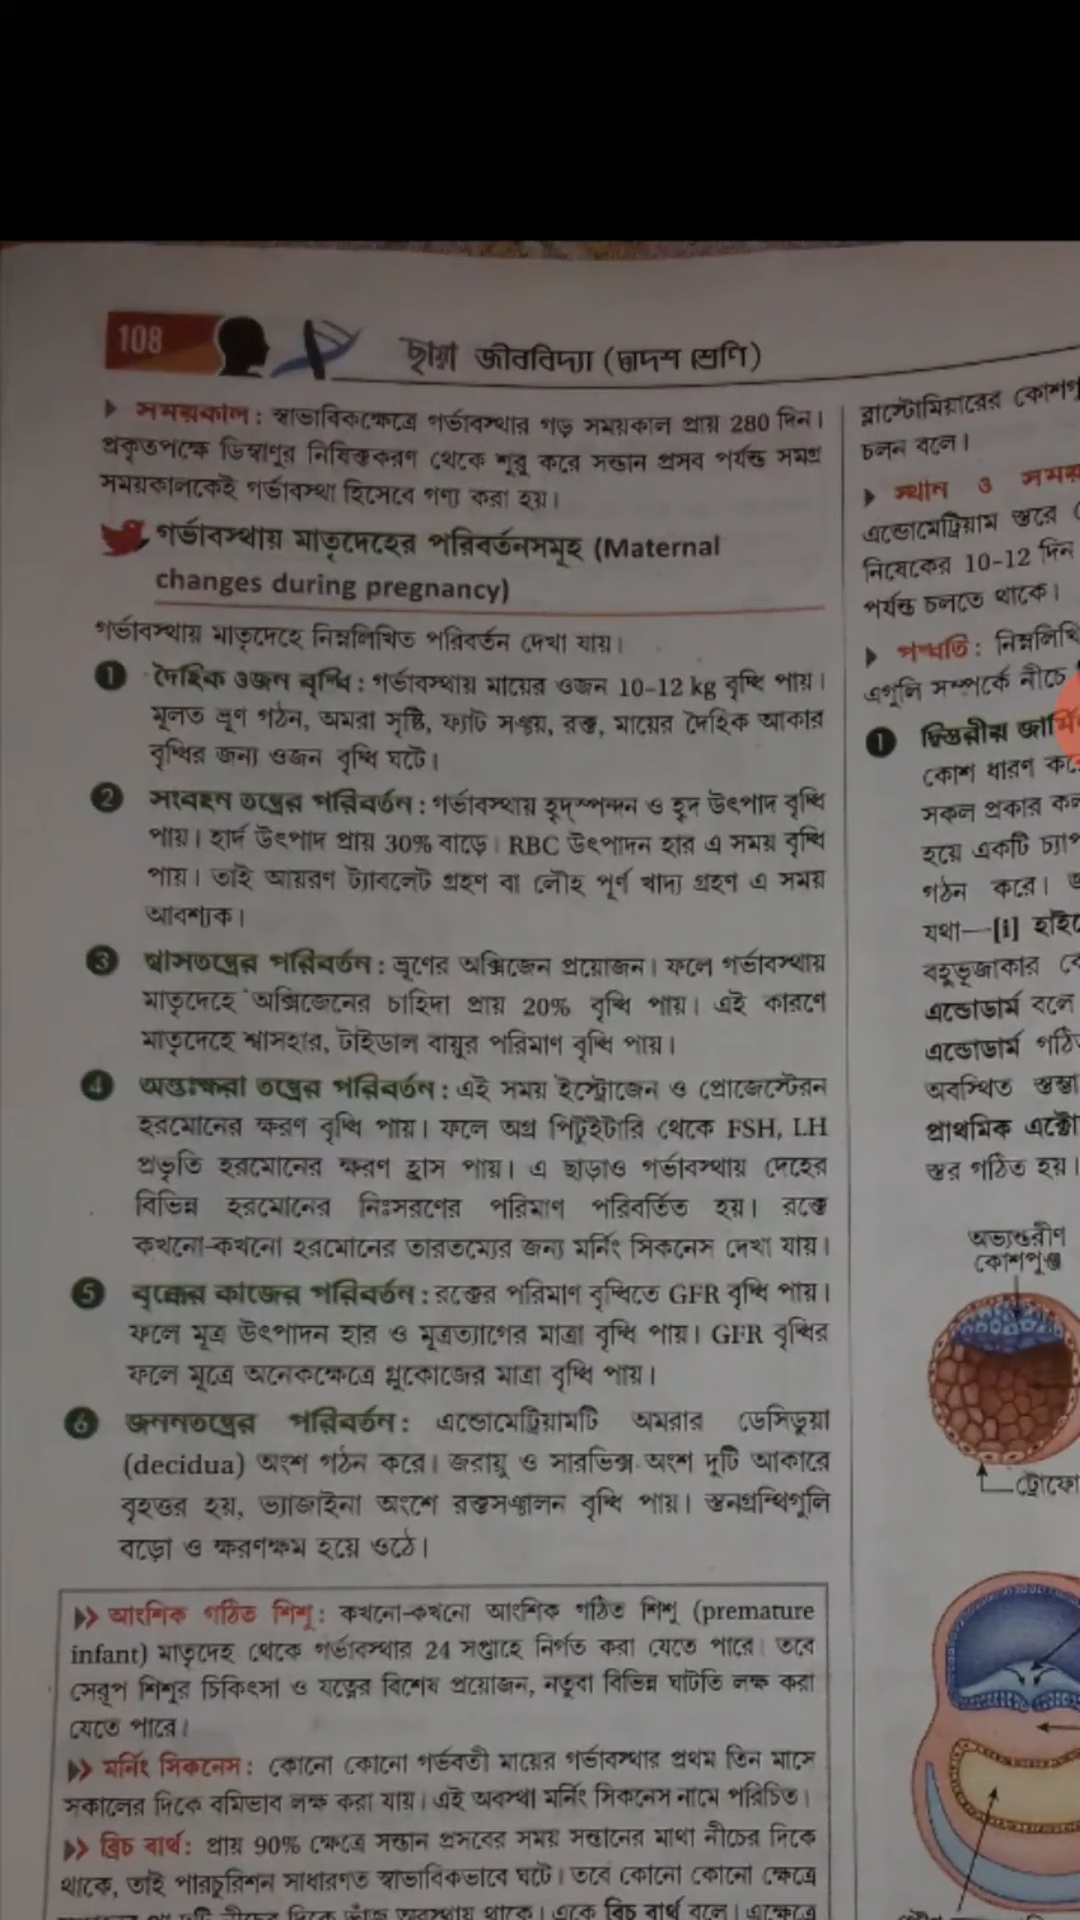 108
ছায়া জীববিদ্যা (দ্বাদশ শ্রেণি)
▶ সময়কাল : স্বাভাবিকক্ষেত্রে গর্ভাবস্থার গড় সময়কাল প্রায় 280 দিন।
প্রকৃতপক্ষে ডিম্বাণুর নিষিক্তকরণ থেকে শুরু করে সন্তান প্রসব পর্যন্ত সমগ্র
সময়কালকেই গর্ভাবস্থা হিসেবে গণ্য করা হয়।
গর্ভাবস্থায় মাতৃদেহের পরিবর্তনসমূহ (Maternal
changes during pregnancy)
গর্ভাবস্থায় মাতৃদেহে নিম্নলিখিত পরিবর্তন দেখা যায়।
1 দৈহিক ওজন বৃদ্ধি : গর্ভাবস্থায় মায়ের ওজন 10-12 kg বৃদ্ধি পায়।
মূলত ভ্রূণ গঠন, অমরা সৃষ্টি, ফ্যাট সঞ্চয়, রক্ত, মায়ের দৈহিক আকার
বৃদ্ধির জন্য ওজন বৃদ্ধি ঘটে।
2 সংবহন তন্ত্রের পরিবর্তন : গর্ভাবস্থায় হৃদ্‌স্পন্দন ও হৃদ উৎপাদ বৃদ্ধি
পায়। হার্দ উৎপাদ প্রায় 30% বাড়ে। RBC উৎপাদন হার এ সময় বৃদ্ধি
পায়। তাই আয়রণ ট্যাবলেট গ্রহণ বা লৌহ পূর্ণ খাদ্য গ্রহণ এ সময়
আবশ্যক।
3 শ্বাসতন্ত্রের পরিবর্তন : ভ্রূণের অক্সিজেন প্রয়োজন। ফলে গর্ভাবস্থায়
মাতৃদেহে অক্সিজেনের চাহিদা প্রায় 20% বৃদ্ধি পায়। এই কারণে
মাতৃদেহে শ্বাসহার, টাইডাল বায়ুর পরিমাণ বৃদ্ধি পায়।
4 অন্তঃক্ষরা তন্ত্রের পরিবর্তন : এই সময় ইস্ট্রোজেন ও প্রোজেস্টেরন
হরমোনের ক্ষরণ বৃদ্ধি পায়। ফলে অগ্র পিটুইটারি থেকে FSH, LH
প্রভৃতি হরমোনের ক্ষরণ হ্রাস পায়। এ ছাড়াও গর্ভাবস্থায় দেহের
বিভিন্ন হরমোনের নিঃসরণের পরিমাণ পরিবর্তিত হয়। রক্তে
কখনো-কখনো হরমোনের তারতম্যের জন্য মর্নিং সিকনেস দেখা যায়।
5 বৃক্কের কাজের পরিবর্তন : রক্তের পরিমাণ বৃদ্ধিতে GFR বৃদ্ধি পায়।
ফলে মূত্র উৎপাদন হার ও মূত্রত্যাগের মাত্রা বৃদ্ধি পায়। GFR বৃদ্ধির
ফলে মূত্রে অনেকক্ষেত্রে গ্লুকোজের মাত্রা বৃদ্ধি পায়।
6 জননতন্ত্রের পরিবর্তন : এন্ডোমেট্রিয়ামটি অমরার ডেসিডুয়া
(decidua) অংশ গঠন করে। জরায়ু ও সারভিক্স অংশ দুটি আকারে
বৃহত্তর হয়, ভ্যাজাইনা অংশে রক্তসঞ্চালন বৃদ্ধি পায়। স্তনগ্রন্থিগুলি
বড়ো ও ক্ষরণক্ষম হয়ে ওঠে।
▶> আংশিক গঠিত শিশু : কখনো-কখনো আংশিক গঠিত শিশু (premature
infant) মাতৃদেহ থেকে গর্ভাবস্থার 24 সপ্তাহে নির্গত করা যেতে পারে। তবে
সেরূপ শিশুর চিকিৎসা ও যত্নের বিশেষ প্রয়োজন, নতুবা বিভিন্ন ঘাটতি লক্ষ করা
যেতে পারে।
▶> মর্নিং সিকনেস : কোনো কোনো গর্ভবতী মায়ের গর্ভাবস্থার প্রথম তিন মাসে
সকালের দিকে বমিভাব লক্ষ করা যায়। এই অবস্থা মর্নিং সিকনেস নামে পরিচিত।
▶> ব্রিচ বার্থ : প্রায় 90% ক্ষেত্রে সন্তান প্রসবের সময় সন্তানের মাথা নীচের দিকে
থাকে, তাই পারচুরিশন সাধারণত স্বাভাবিকভাবে ঘটে। তবে কোনো কোনো ক্ষেত্রে
নীচের দিকে ভাঁজ অবস্থায় থাকে। একে ব্রিচ বার্থ বলে। এক্ষেত্রে
ব্লাস্টোমিয়ারের কোশপু
চলন বলে।
▶ স্থান ও সময়
এন্ডোমেট্রিয়াম স্তরে
নিষেকের 10-12 দিন
পর্যন্ত চলতে থাকে।
▶ পদ্ধতি : নিম্নলিখি
এগুলি সম্পর্কে নীচে
1 দ্বিস্তরীয় জার্মি
কোশ ধারণ করে
সকল প্রকার কল
হয়ে একটি চ্যাপ
গঠন করে।
যথা—[i] হাই
বহুভূজাকার
এন্ডোডার্ম বলে
এন্ডোডার্ম গঠি
অবস্থিত স্তম্ভা
প্রাথমিক এক্টো
স্তর গঠিত হয়।
অভ্যন্তরীণ
কোশপুঞ্জ
ট্রোফো